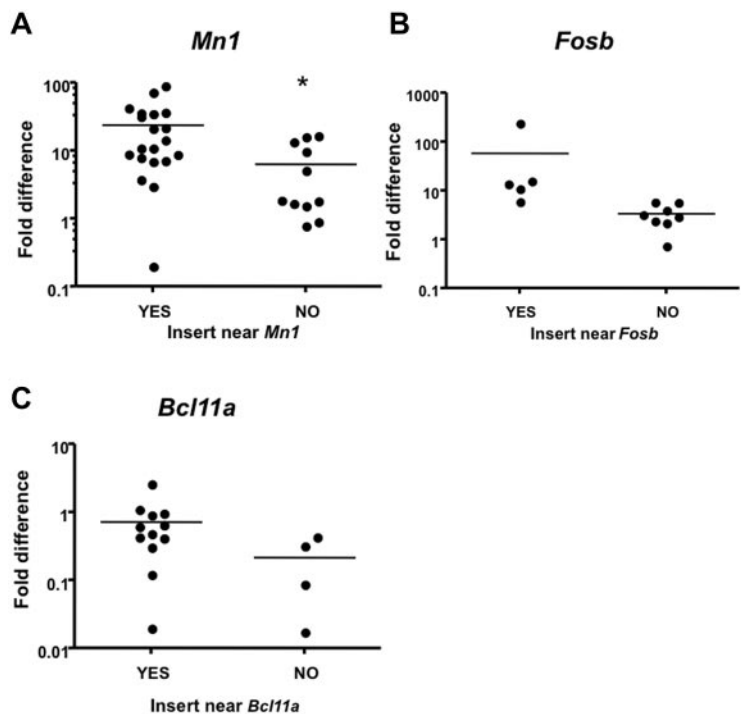 A
Mn1
*
Fold difference
100
10
1
0.1
YES
NO
Insert near Mn1
B
Fosb
Fold difference
1000
100
10
1
0.1
YES
NO
Insert near Fosb
C
Bcl11a
Fold difference
10
1
0.1
0.01
YES
NO
Insert near Bcl11a